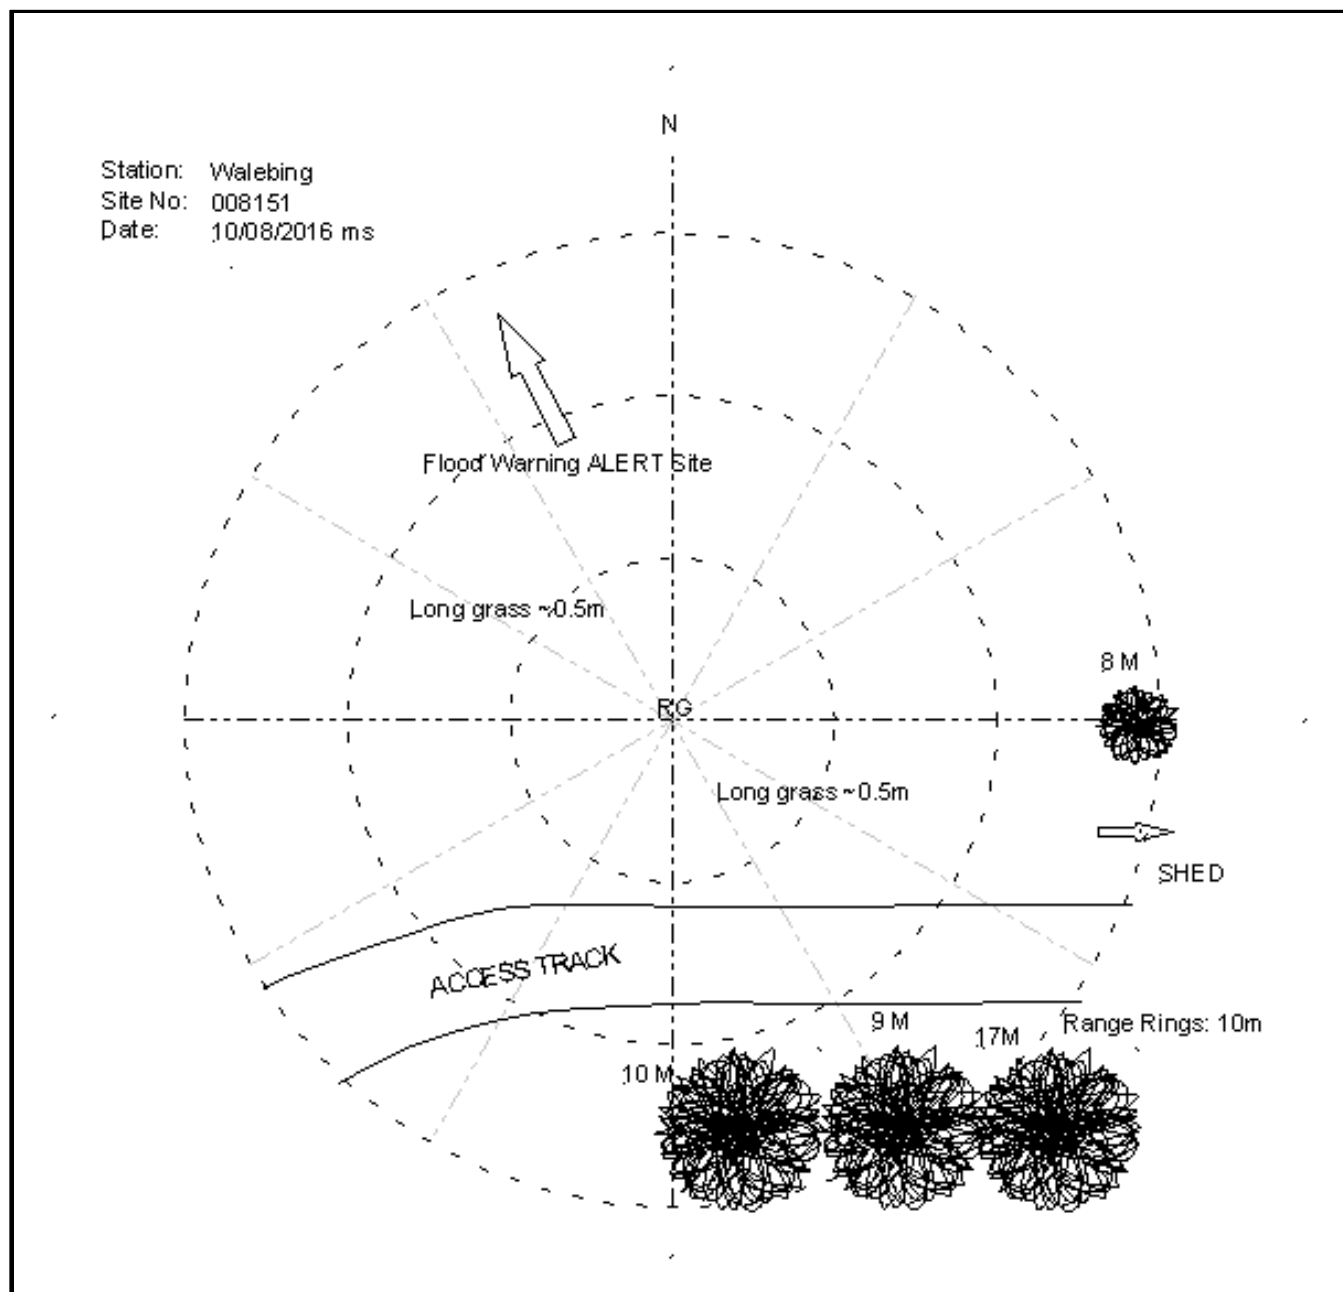 N
Station: Walebing
Site No: 008151
Date: 10/08/2016 ms
Flood Warning ALERT Site
Long grass ~0.5m
8 M
RG
Long grass ~0.5m
SHED
ACCESS TRACK
9 M
Range Rings: 10m
17M
10 M